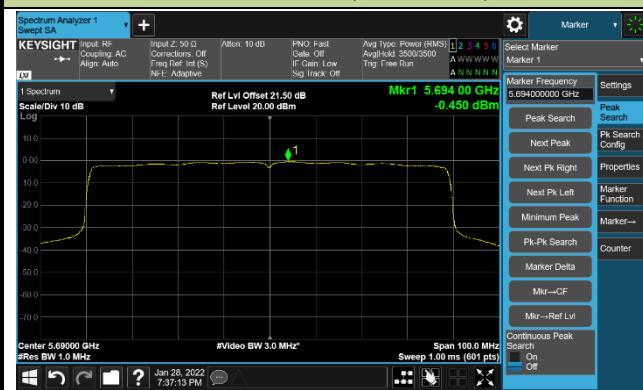 Spectrum Analyzer 1
Swept SA
Marker
KEYSIGHT
Input: RF
Coupling: AC
Align: Auto
Input Z: 50 Ω
Corrections: Off
Freq Ref: Int (S)
NFE: Adaptive
Atten: 10 dB
PNO: Fast
Gate: Off
IF Gain: Low
Sig Track: Off
Avg Type: Power (RMS)
Avg|Hold: 3500/3500
Trig: Free Run
1 2 3 4 5 6
A W W W W W
A N N N N N
LXI
Select Marker
Marker 1
1 Spectrum
Scale/Div 10 dB
Log
Ref Lvl Offset 21.50 dB
Ref Level 20.00 dBm
Mkr1 5.694 00 GHz
-0.450 dBm
Marker Frequency
5.694000000 GHz
Peak Search
Next Peak
Next Pk Right
Next Pk Left
Minimum Peak
Pk-Pk Search
Marker Delta
Mkr→CF
Mkr→Ref Lvl
Continuous Peak
Search
On
Off
Settings
Peak
Search
Pk Search
Config
Properties
Marker
Function
Marker→
Counter
10.0
0.00
-10.0
-20.0
-30.0
-40.0
-50.0
-60.0
-70.0
1
Center 5.69000 GHz
#Res BW 1.0 MHz
#Video BW 3.0 MHz*
Span 100.0 MHz
Sweep 1.00 ms (601 pts)
Jan 28, 2022
7:37:13 PM